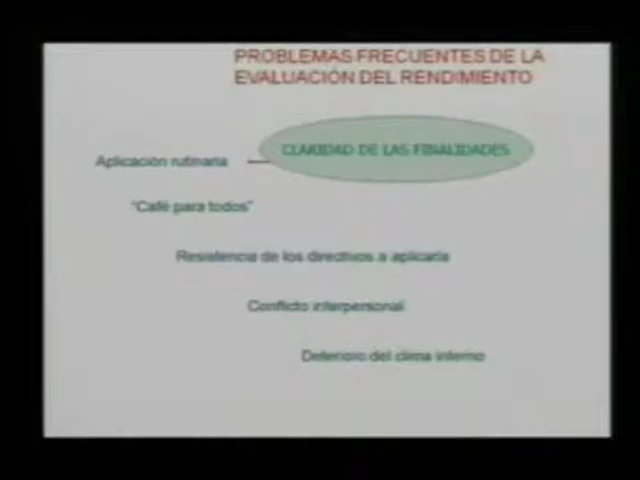 PROBLEMAS FRECUENTES DE LA
EVALUACIÓN DEL RENDIMIENTO
CLARIDAD DE LAS FINALIDADES
Aplicación rutinaria
"Café para todos"
Resistencia de los directivos a aplicarla
Conflicto interpersonal
Deterioro del clima interno